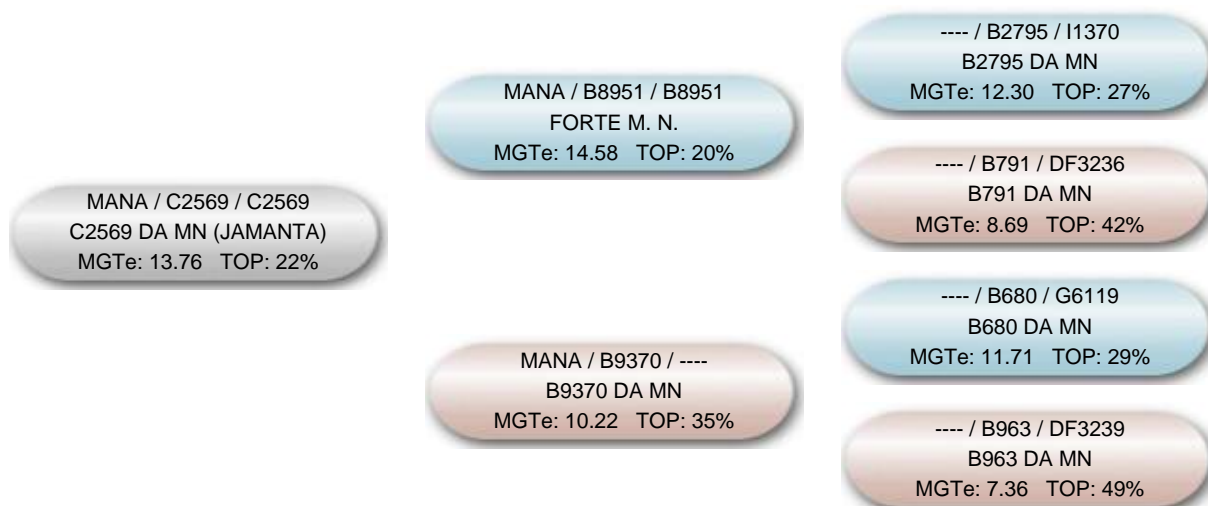 MANA / C2569 / C2569
C2569 DA MN (JAMANTA)
MGTe: 13.76 TOP: 22%
MANA / B8951 / B8951
FORTE M. N.
MGTe: 14.58 TOP: 20%
MANA / B9370 / ----
B9370 DA MN
MGTe: 10.22 TOP: 35%
---- / B2795 / I1370
B2795 DA MN
MGTe: 12.30 TOP: 27%
---- / B791 / DF3236
B791 DA MN
MGTe: 8.69 TOP: 42%
---- / B680 / G6119
B680 DA MN
MGTe: 11.71 TOP: 29%
---- / B963 / DF3239
B963 DA MN
MGTe: 7.36 TOP: 49%